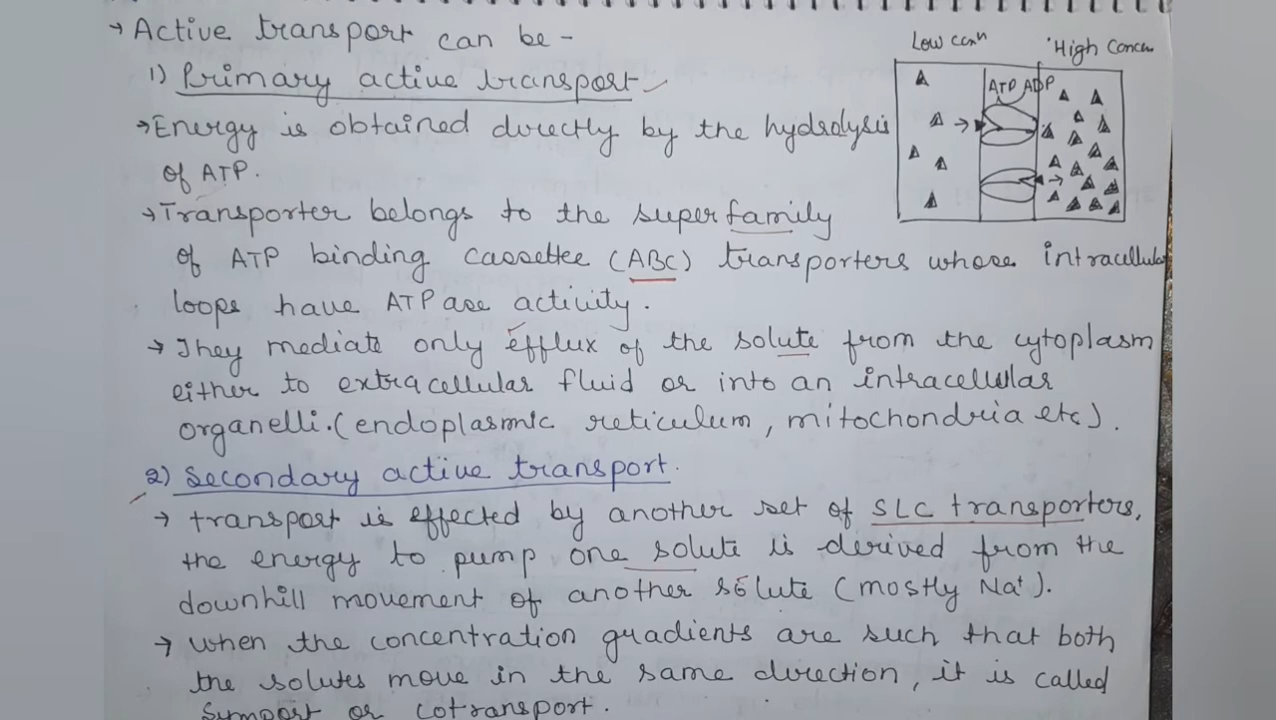 → Active transport can be -
Low ccnⁿ
High Concn
1) Primary active transport
ATP ADP
→ Energy is obtained directly by the hydrolysis
of ATP.
→ Transporter belongs to the super family
of ATP binding cassettee (ABC) transporters whose intracellular
loops have ATPase activity.
→ They mediate only efflux of the solute from the cytoplasm
either to extracellular fluid or into an intracellular
organelli. (endoplasmic reticulum, mitochondria etc).
2) Secondary active transport.
→ transport is effected by another set of SLC transporters,
the energy to pump one solute is derived from the
downhill movement of another solute (mostly Na⁺).
→ When the concentration gradients are such that both
the solutes move in the same direction, it is called
Symport or cotransport.